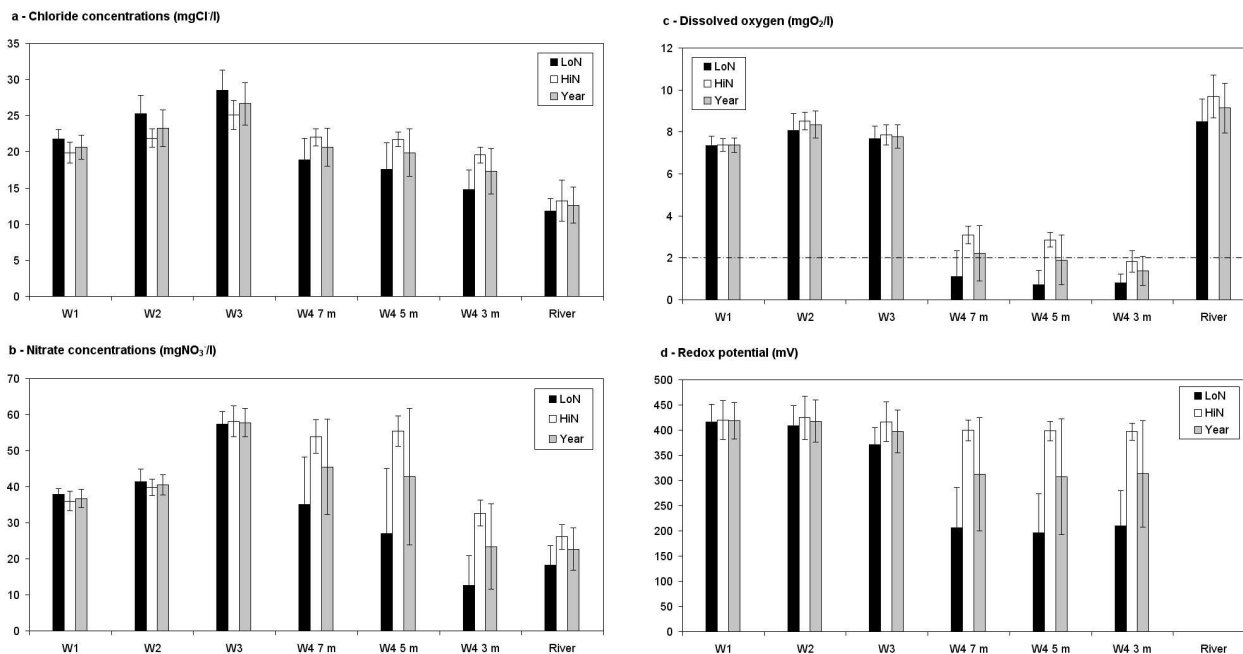 a - Chloride concentrations (mgCl⁻/l)
35
30
25
20
15
10
5
0
LoN
HiN
Year
W1 W2 W3 W4 7 m W4 5 m W4 3 m River
b - Nitrate concentrations (mgNO₃⁻/l)
70
60
50
40
30
20
10
0
LoN
HiN
Year
W1 W2 W3 W4 7 m W4 5 m W4 3 m River
c - Dissolved oxygen (mgO₂/l)
12
10
8
6
4
2
0
LoN
HiN
Year
W1 W2 W3 W4 7 m W4 5 m W4 3 m River
d - Redox potential (mV)
500
450
400
350
300
250
200
150
100
50
0
LoN
HiN
Year
W1 W2 W3 W4 7 m W4 5 m W4 3 m River